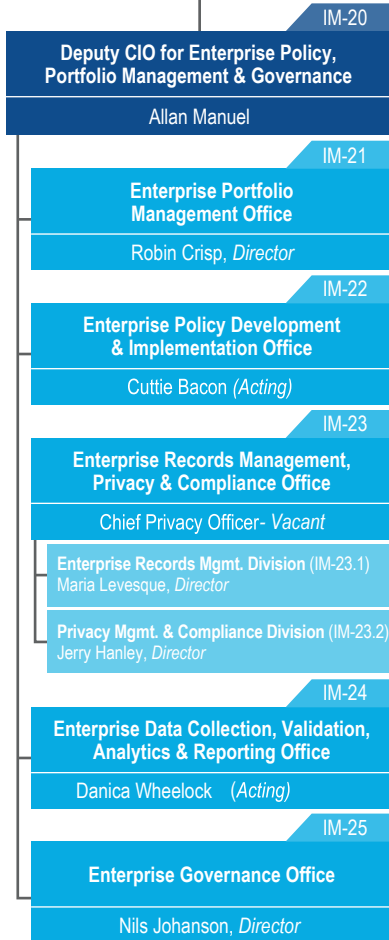 IM-20
Deputy CIO for Enterprise Policy,
Portfolio Management & Governance
Allan Manuel
IM-21
Enterprise Portfolio
Management Office
Robin Crisp, Director
IM-22
Enterprise Policy Development
& Implementation Office
Cuttie Bacon (Acting)
IM-23
Enterprise Records Management,
Privacy & Compliance Office
Chief Privacy Officer- Vacant
Enterprise Records Mgmt. Division (IM-23.1)
Maria Levesque, Director
Privacy Mgmt. & Compliance Division (IM-23.2)
Jerry Hanley, Director
IM-24
Enterprise Data Collection, Validation,
Analytics & Reporting Office
Danica Wheelock (Acting)
IM-25
Enterprise Governance Office
Nils Johanson, Director